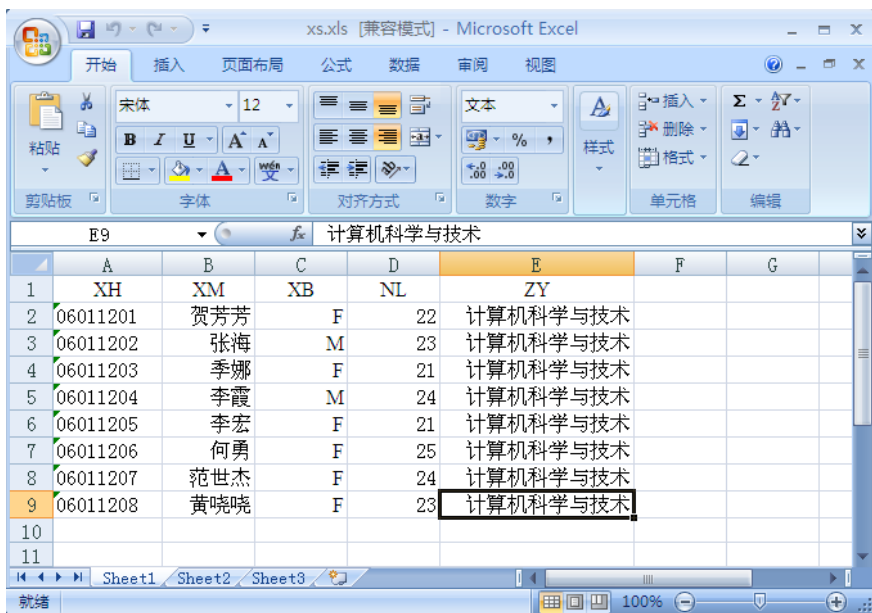 xs.xls [兼容模式] - Microsoft Excel
开始 插入 页面布局 公式 数据 审阅 视图
宋体 12 文本 插入
粘贴 B I U A A % , 样式 删除
A wén 变 .00 .0 格式
剪贴板 字体 对齐方式 数字 单元格 编辑
E9 fx 计算机科学与技术
A B C D E F G
1 XH XM XB NL ZY
2 06011201 贺芳芳 F 22 计算机科学与技术
3 06011202 张海 M 23 计算机科学与技术
4 06011203 季娜 F 21 计算机科学与技术
5 06011204 李霞 M 24 计算机科学与技术
6 06011205 李宏 F 21 计算机科学与技术
7 06011206 何勇 F 25 计算机科学与技术
8 06011207 范世杰 F 24 计算机科学与技术
9 06011208 黄哓哓 F 23 计算机科学与技术
10
11
Sheet1 Sheet2 Sheet3
就绪 100%